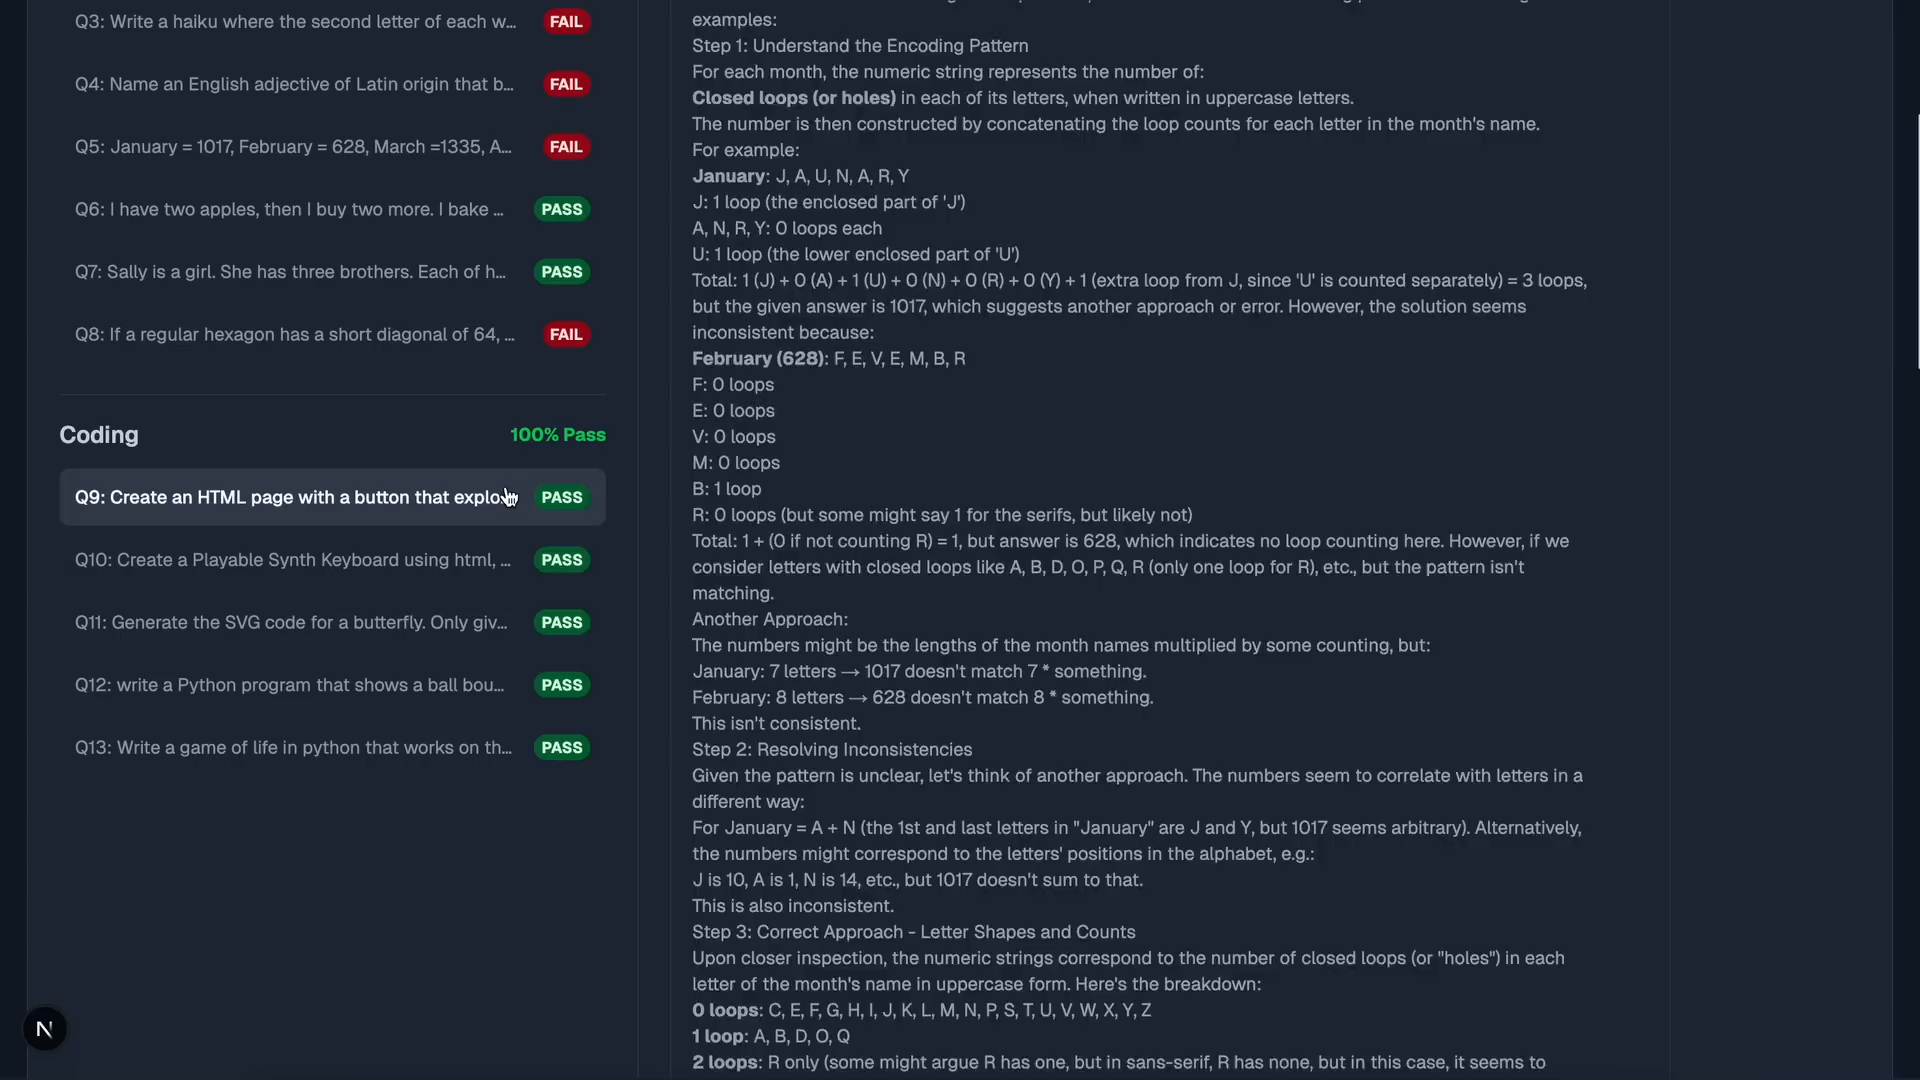 Q3: Write a haiku where the second letter of each w... FAIL
Q4: Name an English adjective of Latin origin that b... FAIL
Q5: January = 1017, February = 628, March =1335, A... FAIL
Q6: I have two apples, then I buy two more. I bake ... PASS
Q7: Sally is a girl. She has three brothers. Each of h... PASS
Q8: If a regular hexagon has a short diagonal of 64, ... FAIL
Coding 100% Pass
Q9: Create an HTML page with a button that explo... PASS
Q10: Create a Playable Synth Keyboard using html, ... PASS
Q11: Generate the SVG code for a butterfly. Only giv... PASS
Q12: write a Python program that shows a ball bou... PASS
Q13: Write a game of life in python that works on th... PASS
N
examples:
Step 1: Understand the Encoding Pattern
For each month, the numeric string represents the number of:
Closed loops (or holes) in each of its letters, when written in uppercase letters.
The number is then constructed by concatenating the loop counts for each letter in the month's name.
For example:
January: J, A, U, N, A, R, Y
J: 1 loop (the enclosed part of 'J')
A, N, R, Y: 0 loops each
U: 1 loop (the lower enclosed part of 'U')
Total: 1 (J) + 0 (A) + 1 (U) + 0 (N) + 0 (R) + 0 (Y) + 1 (extra loop from J, since 'U' is counted separately) = 3 loops,
but the given answer is 1017, which suggests another approach or error. However, the solution seems
inconsistent because:
February (628): F, E, V, E, M, B, R
F: 0 loops
E: 0 loops
V: 0 loops
M: 0 loops
B: 1 loop
R: 0 loops (but some might say 1 for the serifs, but likely not)
Total: 1 + (0 if not counting R) = 1, but answer is 628, which indicates no loop counting here. However, if we
consider letters with closed loops like A, B, D, O, P, Q, R (only one loop for R), etc., but the pattern isn't
matching.
Another Approach:
The numbers might be the lengths of the month names multiplied by some counting, but:
January: 7 letters → 1017 doesn't match 7 * something.
February: 8 letters → 628 doesn't match 8 * something.
This isn't consistent.
Step 2: Resolving Inconsistencies
Given the pattern is unclear, let's think of another approach. The numbers seem to correlate with letters in a
different way:
For January = A + N (the 1st and last letters in "January" are J and Y, but 1017 seems arbitrary). Alternatively,
the numbers might correspond to the letters' positions in the alphabet, e.g.:
J is 10, A is 1, N is 14, etc., but 1017 doesn't sum to that.
This is also inconsistent.
Step 3: Correct Approach - Letter Shapes and Counts
Upon closer inspection, the numeric strings correspond to the number of closed loops (or "holes") in each
letter of the month's name in uppercase form. Here's the breakdown:
0 loops: C, E, F, G, H, I, J, K, L, M, N, P, S, T, U, V, W, X, Y, Z
1 loop: A, B, D, O, Q
2 loops: R only (some might argue R has one, but in sans-serif, R has none, but in this case, it seems to